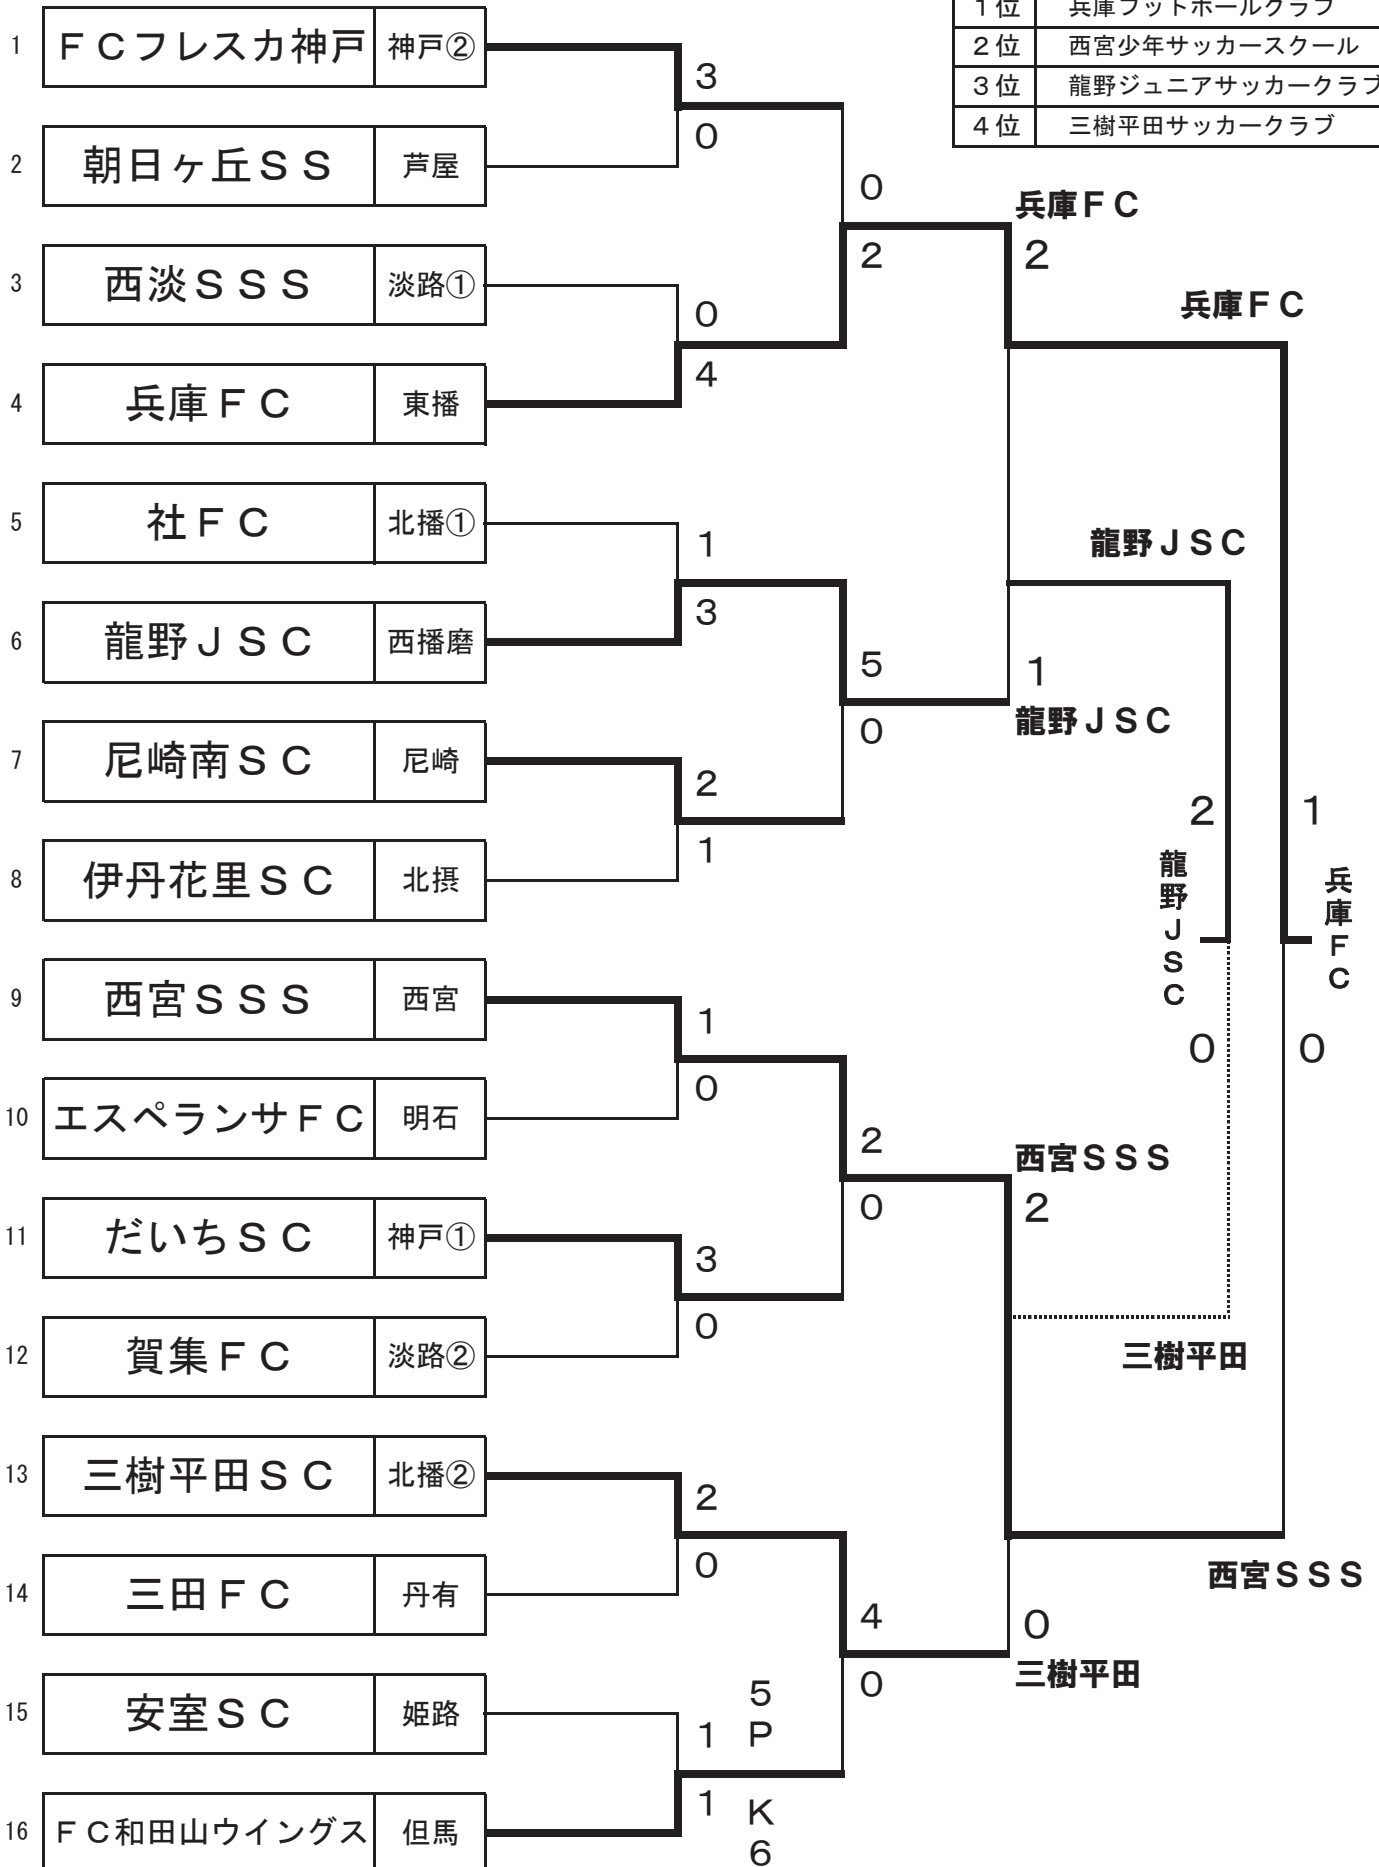 1位 兵庫フットボールクラブ
2位 西宮少年サッカースクール
3位 龍野ジュニアサッカークラブ
4位 三樹平田サッカークラブ
1 ＦＣフレスカ神戸 神戸②
3
0
2 朝日ヶ丘ＳＳ 芦屋
0
兵庫ＦＣ
2
2
3 西淡ＳＳＳ 淡路①
0
兵庫ＦＣ
4
4 兵庫ＦＣ 東播
5 社ＦＣ 北播①
1
龍野ＪＳＣ
3
6 龍野ＪＳＣ 西播磨
5
1
0
龍野ＪＳＣ
7 尼崎南ＳＣ 尼崎
2
1
8 伊丹花里ＳＣ 北摂
2
1
龍野ＪＳＣ
兵庫ＦＣ
0
0
9 西宮ＳＳＳ 西宮
1
0
10 エスペランサＦＣ 明石
2
西宮ＳＳＳ
0
2
11 だいちＳＣ 神戸①
3
0
12 賀集ＦＣ 淡路②
三樹平田
13 三樹平田ＳＣ 北播②
2
0
14 三田ＦＣ 丹有
西宮ＳＳＳ
4
0
0
三樹平田
15 安室ＳＣ 姫路
1
5P
1
K6
16 ＦＣ和田山ウイングス 但馬